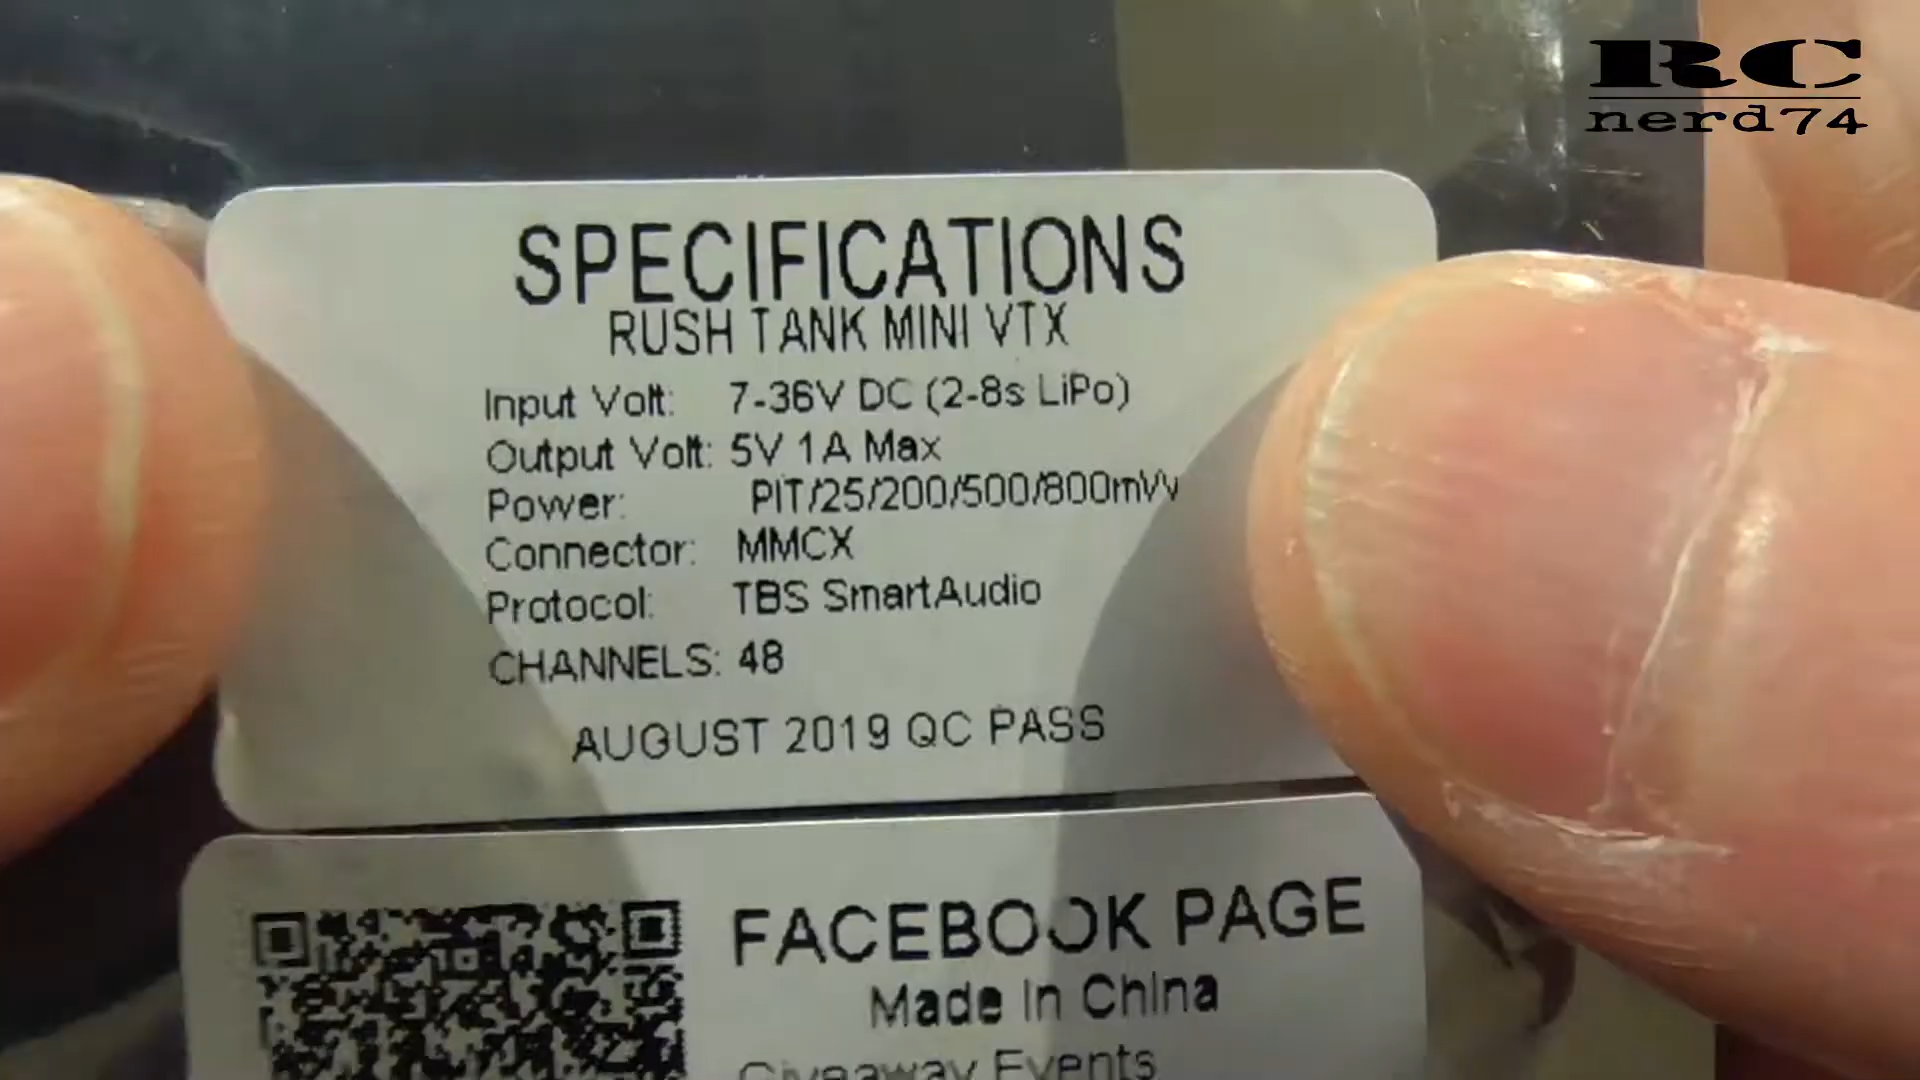 RC
nerd74
SPECIFICATIONS
RUSH TANK MINI VTX
Input Volt: 7-36V DC (2-8s LiPo)
Output Volt: 5V 1A Max
Power: PIT/25/200/500/800mW
Connector: MMCX
Protocol: TBS SmartAudio
CHANNELS: 48
AUGUST 2019 QC PASS
FACEBOOK PAGE
Made In China
Giveaway Events